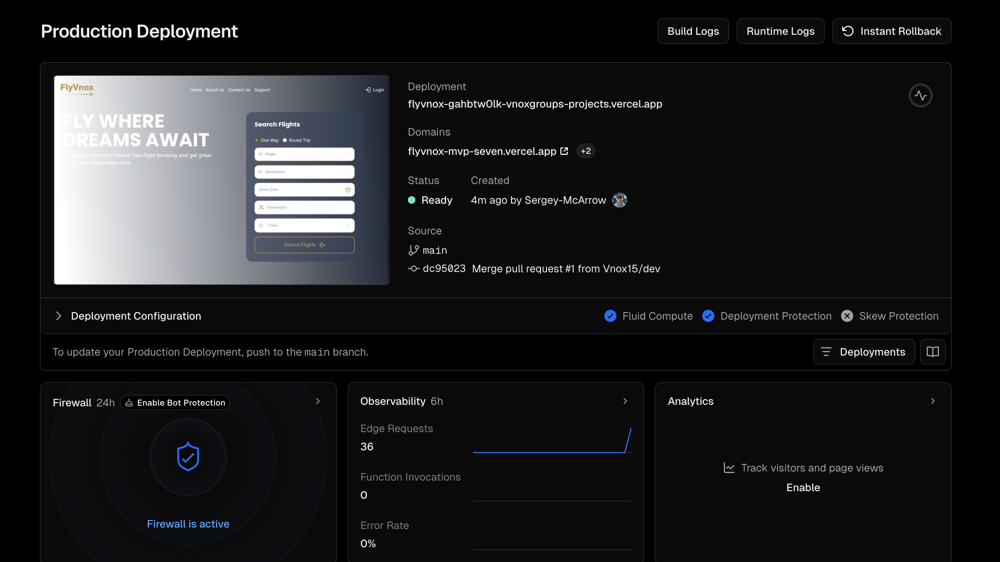 Production Deployment
Build Logs
Runtime Logs
Instant Rollback
FlyVnox
Home About Us Contact Us Support
Login
FLY WHERE
DREAMS AWAIT
Experience the most hassle free flight booking and get great
deals with reasonable rates
Search Flights
One Way Round Trip
Origin
Destination
Select Date
Passengers
Class
Search Flights
Deployment
flyvnox-gahbtw0lk-vnoxgroups-projects.vercel.app
Domains
flyvnox-mvp-seven.vercel.app +2
Status Created
Ready 4m ago by Sergey-McArrow
Source
main
dc95023 Merge pull request #1 from Vnox15/dev
Deployment Configuration
Fluid Compute Deployment Protection Skew Protection
To update your Production Deployment, push to the main branch.
Deployments
Firewall 24h Enable Bot Protection
Firewall is active
Observability 6h
Edge Requests
36
Function Invocations
0
Error Rate
0%
Analytics
Track visitors and page views
Enable